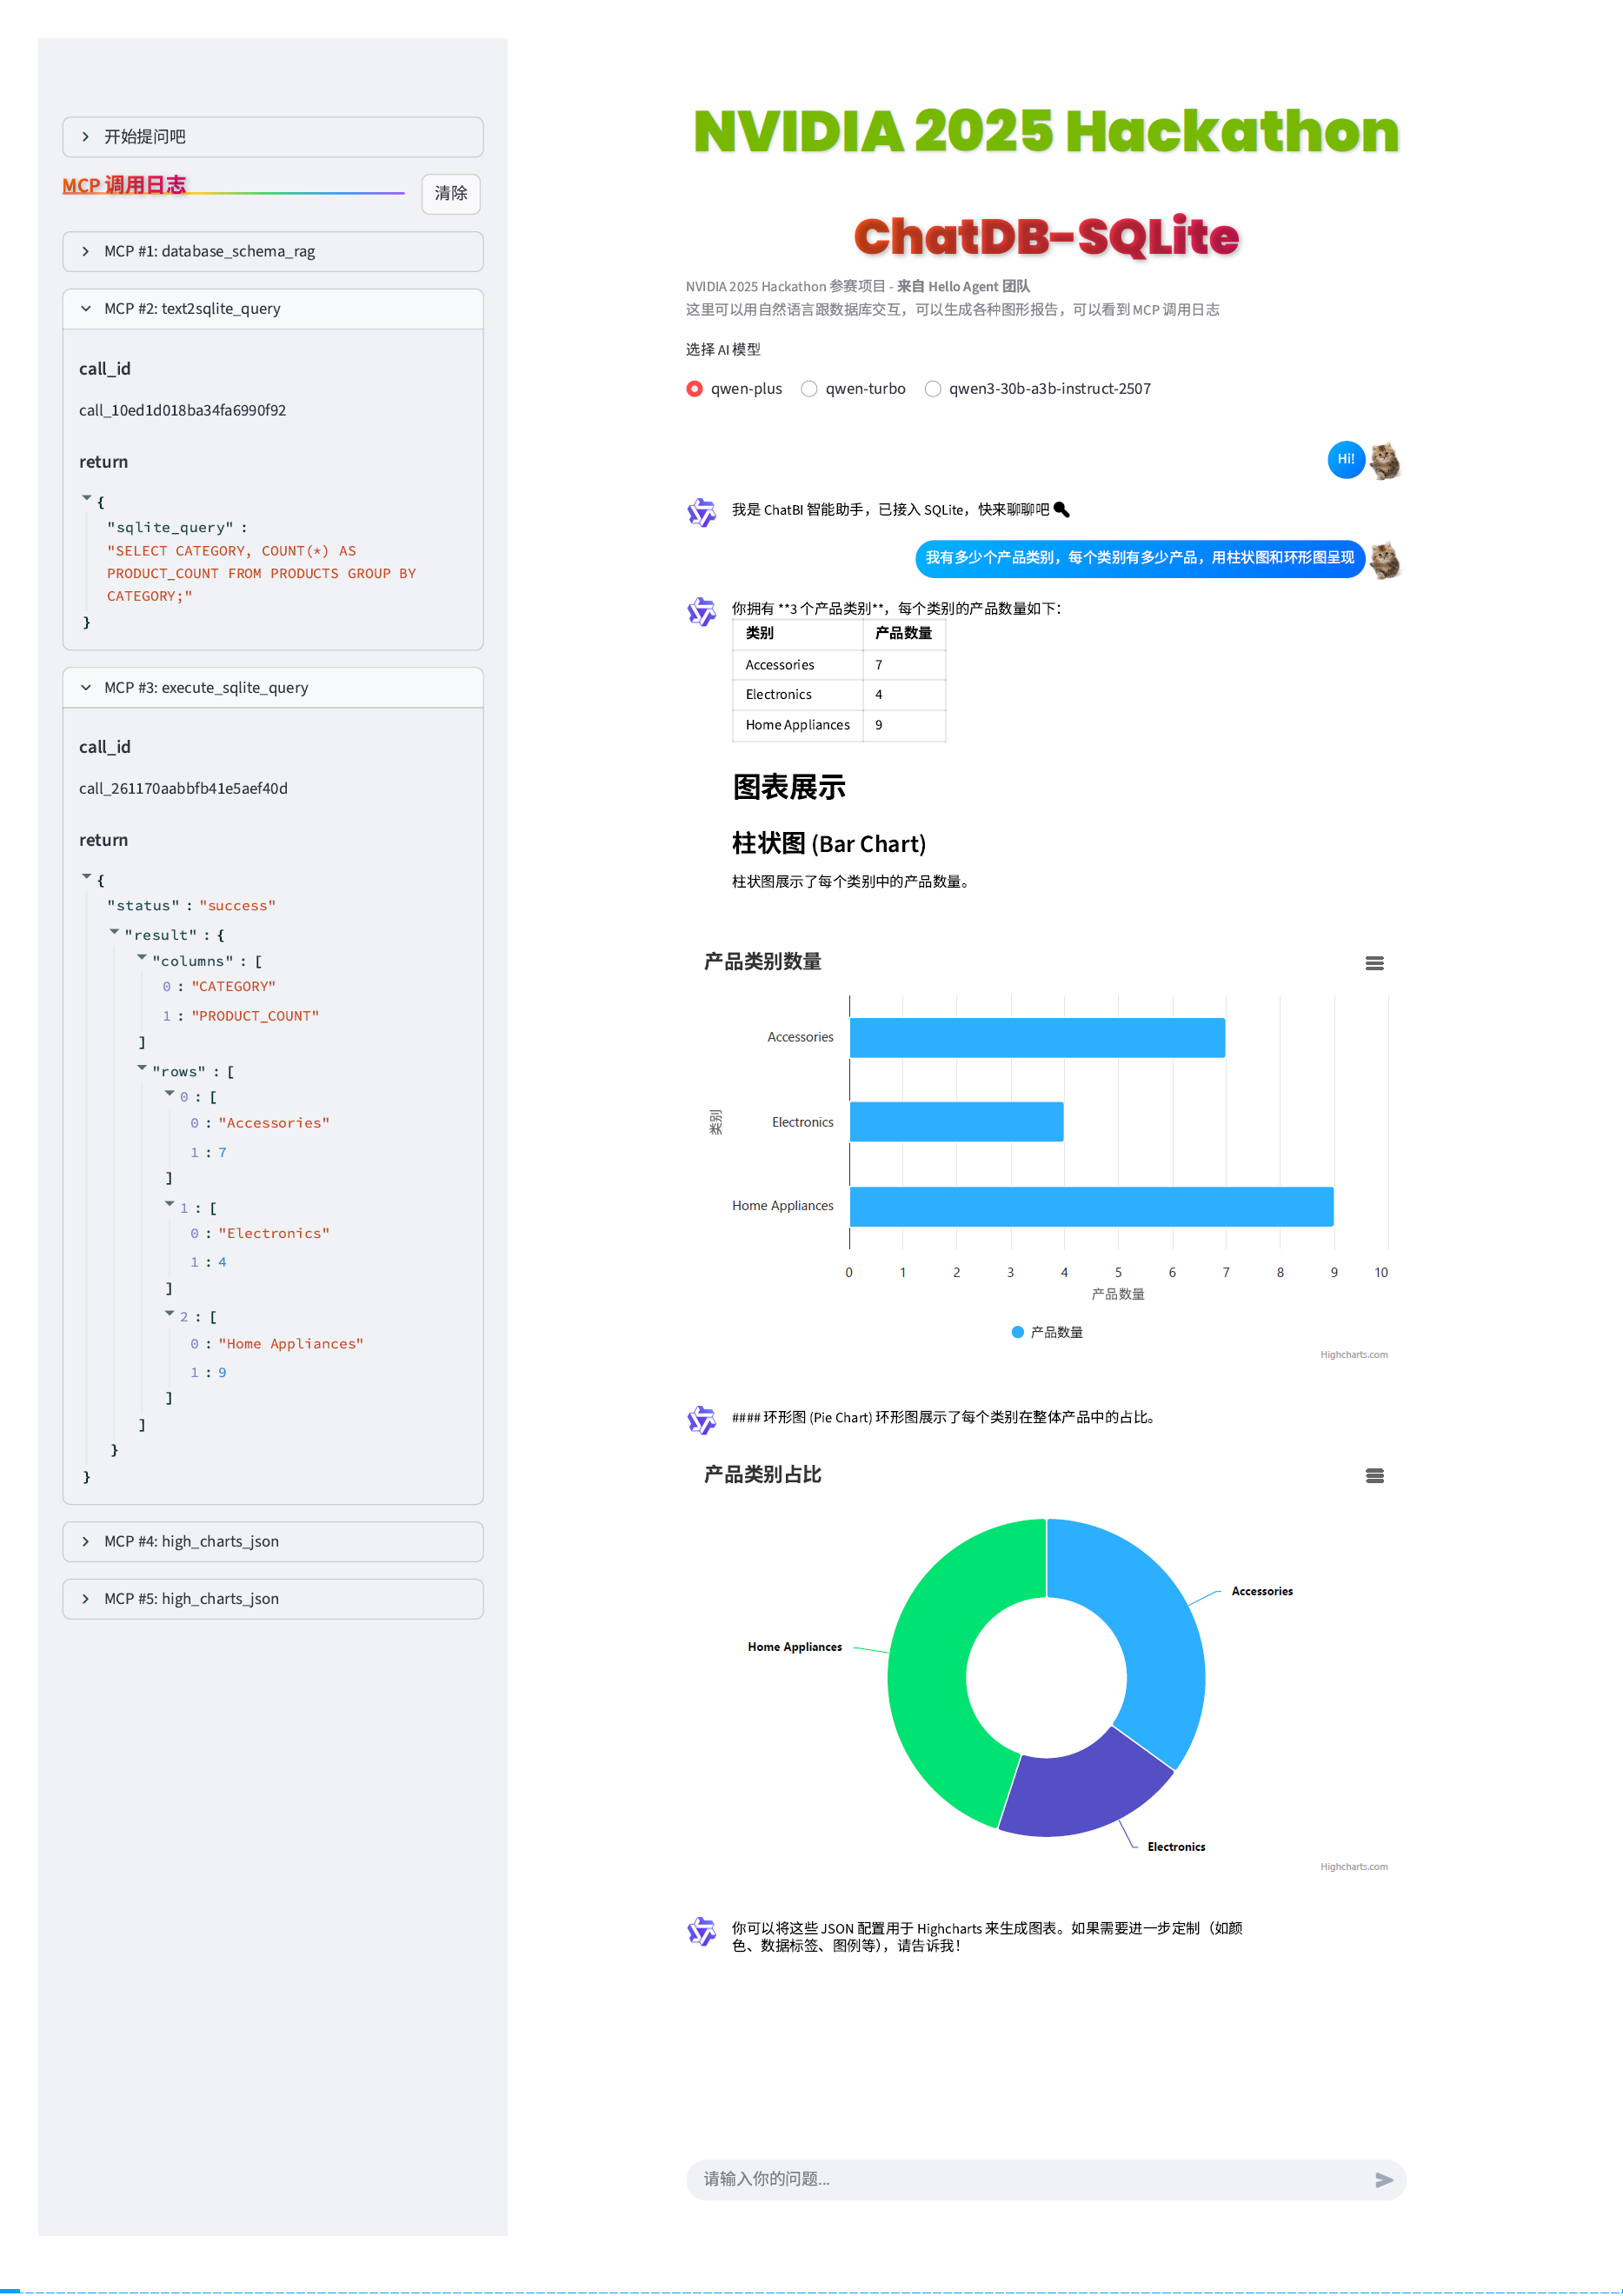 开始提问吧
MCP 调用日志
清除
MCP #1: database_schema_rag
MCP #2: text2sqlite_query
call_id
call_10ed1d018ba34fa6990f92
return
{
"sqlite_query" :
"SELECT CATEGORY, COUNT(*) AS
PRODUCT_COUNT FROM PRODUCTS GROUP BY
CATEGORY;"
}
MCP #3: execute_sqlite_query
call_id
call_261170aabbfb41e5aef40d
return
{
"status" : "success"
"result" : {
"columns" : [
0 : "CATEGORY"
1 : "PRODUCT_COUNT"
]
"rows" : [
0 : [
0 : "Accessories"
1 : 7
]
1 : [
0 : "Electronics"
1 : 4
]
2 : [
0 : "Home Appliances"
1 : 9
]
]
}
}
MCP #4: high_charts_json
MCP #5: high_charts_json
NVIDIA 2025 Hackathon
ChatDB-SQLite
NVIDIA 2025 Hackathon 参赛项目 - 来自 Hello Agent 团队
这里可以用自然语言跟数据库交互，可以生成各种图形报告，可以看到 MCP 调用日志
选择 AI 模型
qwen-plus qwen-turbo qwen3-30b-a3b-instruct-2507
Hi!
我是 ChatBI 智能助手，已接入 SQLite，快来聊聊吧
我有多少个产品类别，每个类别有多少产品，用柱状图和环形图呈现
你拥有 **3 个产品类别**，每个类别的产品数量如下：
类别 产品数量
Accessories 7
Electronics 4
Home Appliances 9
图表展示
柱状图 (Bar Chart)
柱状图展示了每个类别中的产品数量。
产品类别数量
类别
Accessories
Electronics
Home Appliances
0 1 2 3 4 5 6 7 8 9 10
产品数量
产品数量
Highcharts.com
#### 环形图 (Pie Chart) 环形图展示了每个类别在整体产品中的占比。
产品类别占比
Accessories
Home Appliances
Electronics
Highcharts.com
你可以将这些 JSON 配置用于 Highcharts 来生成图表。如果需要进一步定制（如颜
色、数据标签、图例等），请告诉我！
请输入你的问题...